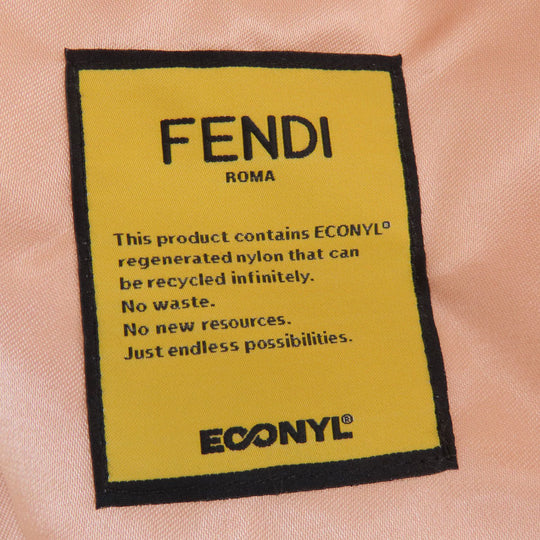 FENDI
ROMA
This product contains ECONYL®
regenerated nylon that can
be recycled infinitely.
No waste.
No new resources.
Just endless possibilities.
ECONYL®